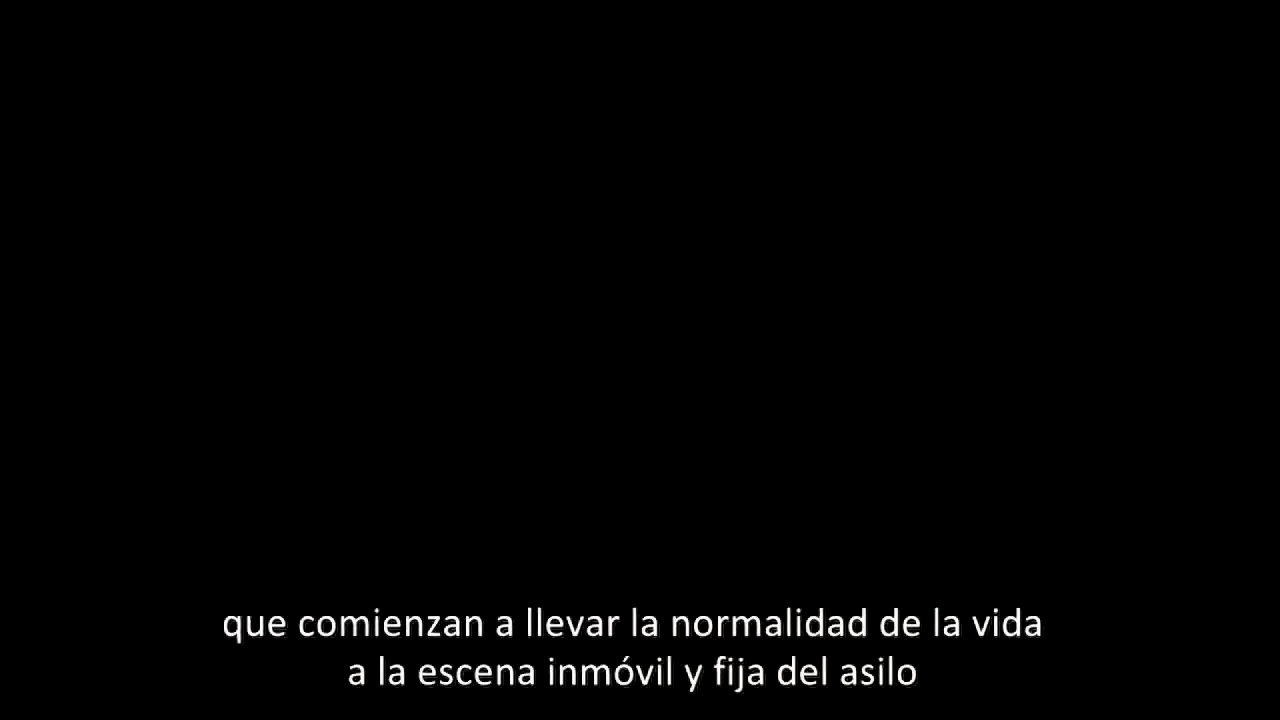 que comienzan a llevar la normalidad de la vida
a la escena inmóvil y fija del asilo